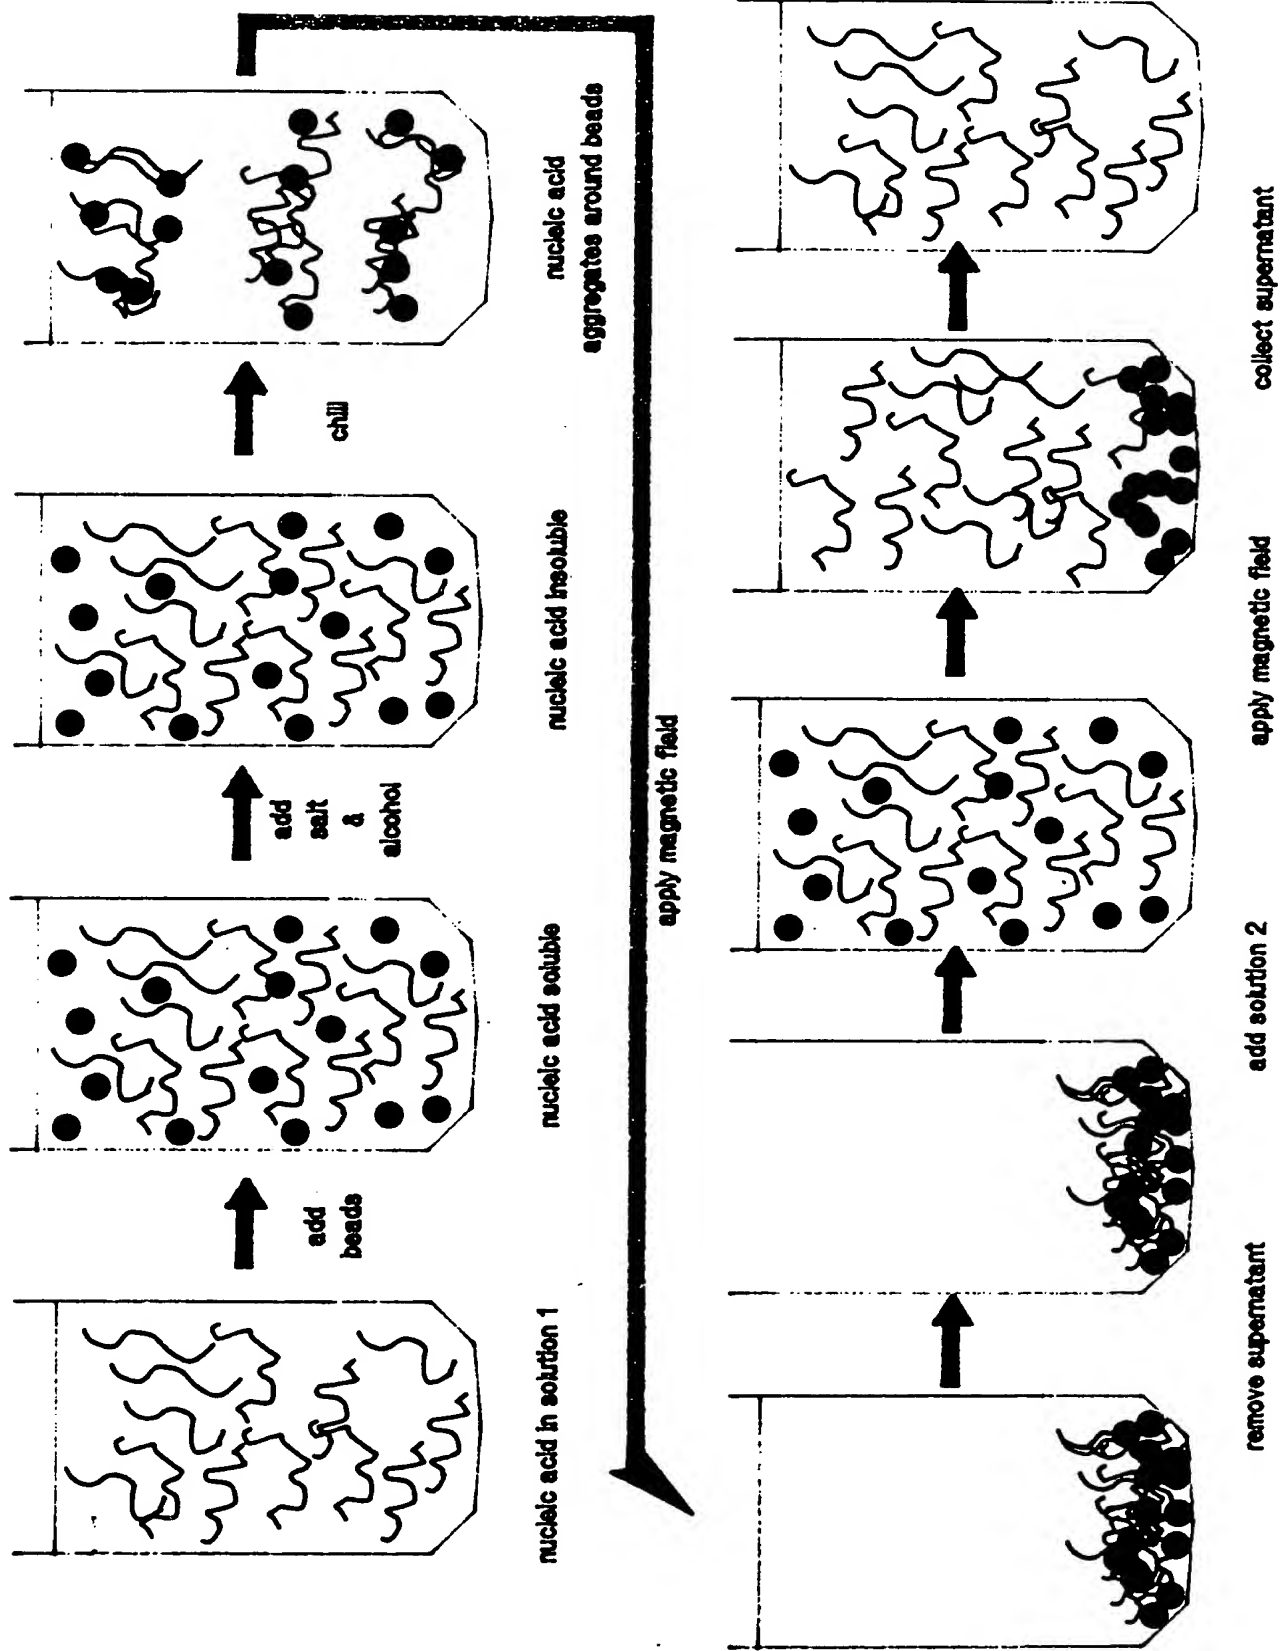 nucleic acid in solution 1
add
beads
nucleic acid soluble
add
salt
&
alcohol
nucleic acid insoluble
chill
nucleic acid
aggregates around beads
apply magnetic field
remove supernatant
add solution 2
apply magnetic field
collect supernatant